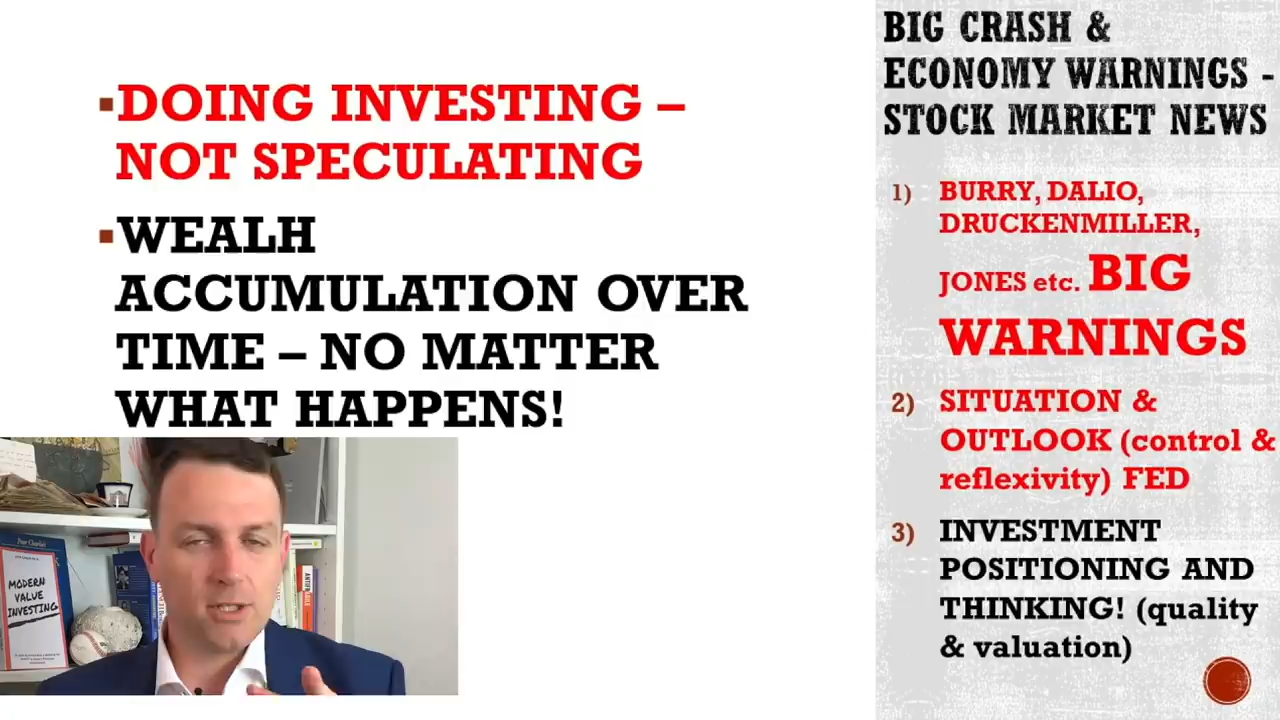 ▪DOING INVESTING –
NOT SPECULATING
▪WEALH
ACCUMULATION OVER
TIME – NO MATTER
WHAT HAPPENS!
BIG CRASH &
ECONOMY WARNINGS -
STOCK MARKET NEWS
1) BURRY, DALIO,
DRUCKENMILLER,
JONES etc. BIG
WARNINGS
2) SITUATION &
OUTLOOK (control &
reflexivity) FED
3) INVESTMENT
POSITIONING AND
THINKING! (quality
& valuation)
MODERN
VALUE
INVESTING